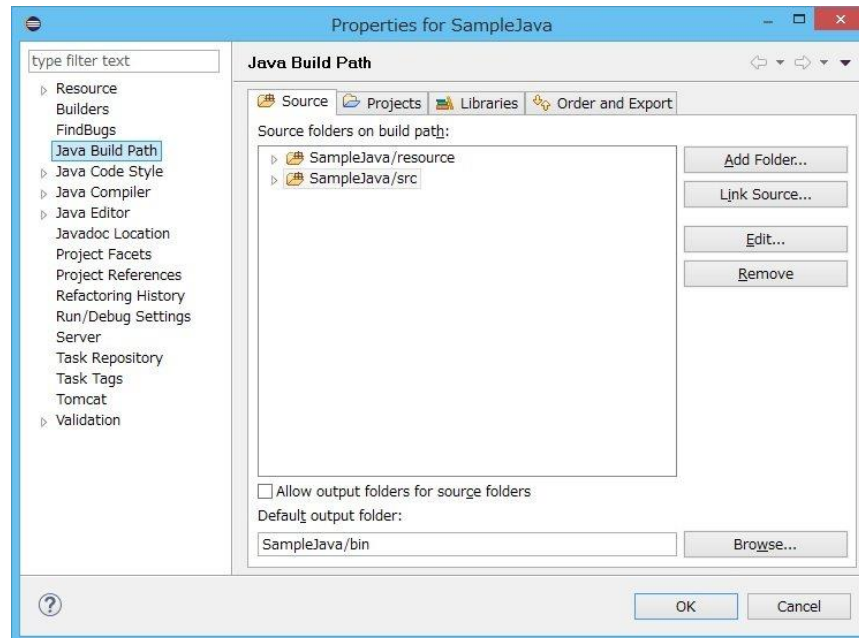 Properties for SampleJava
type filter text
Resource
Builders
FindBugs
Java Build Path
Java Code Style
Java Compiler
Java Editor
Javadoc Location
Project Facets
Project References
Refactoring History
Run/Debug Settings
Server
Task Repository
Task Tags
Tomcat
Validation
Java Build Path
Source Projects Libraries Order and Export
Source folders on build path:
SampleJava/resource
SampleJava/src
Add Folder...
Link Source...
Edit...
Remove
Allow output folders for source folders
Default output folder:
SampleJava/bin
Browse...
OK Cancel